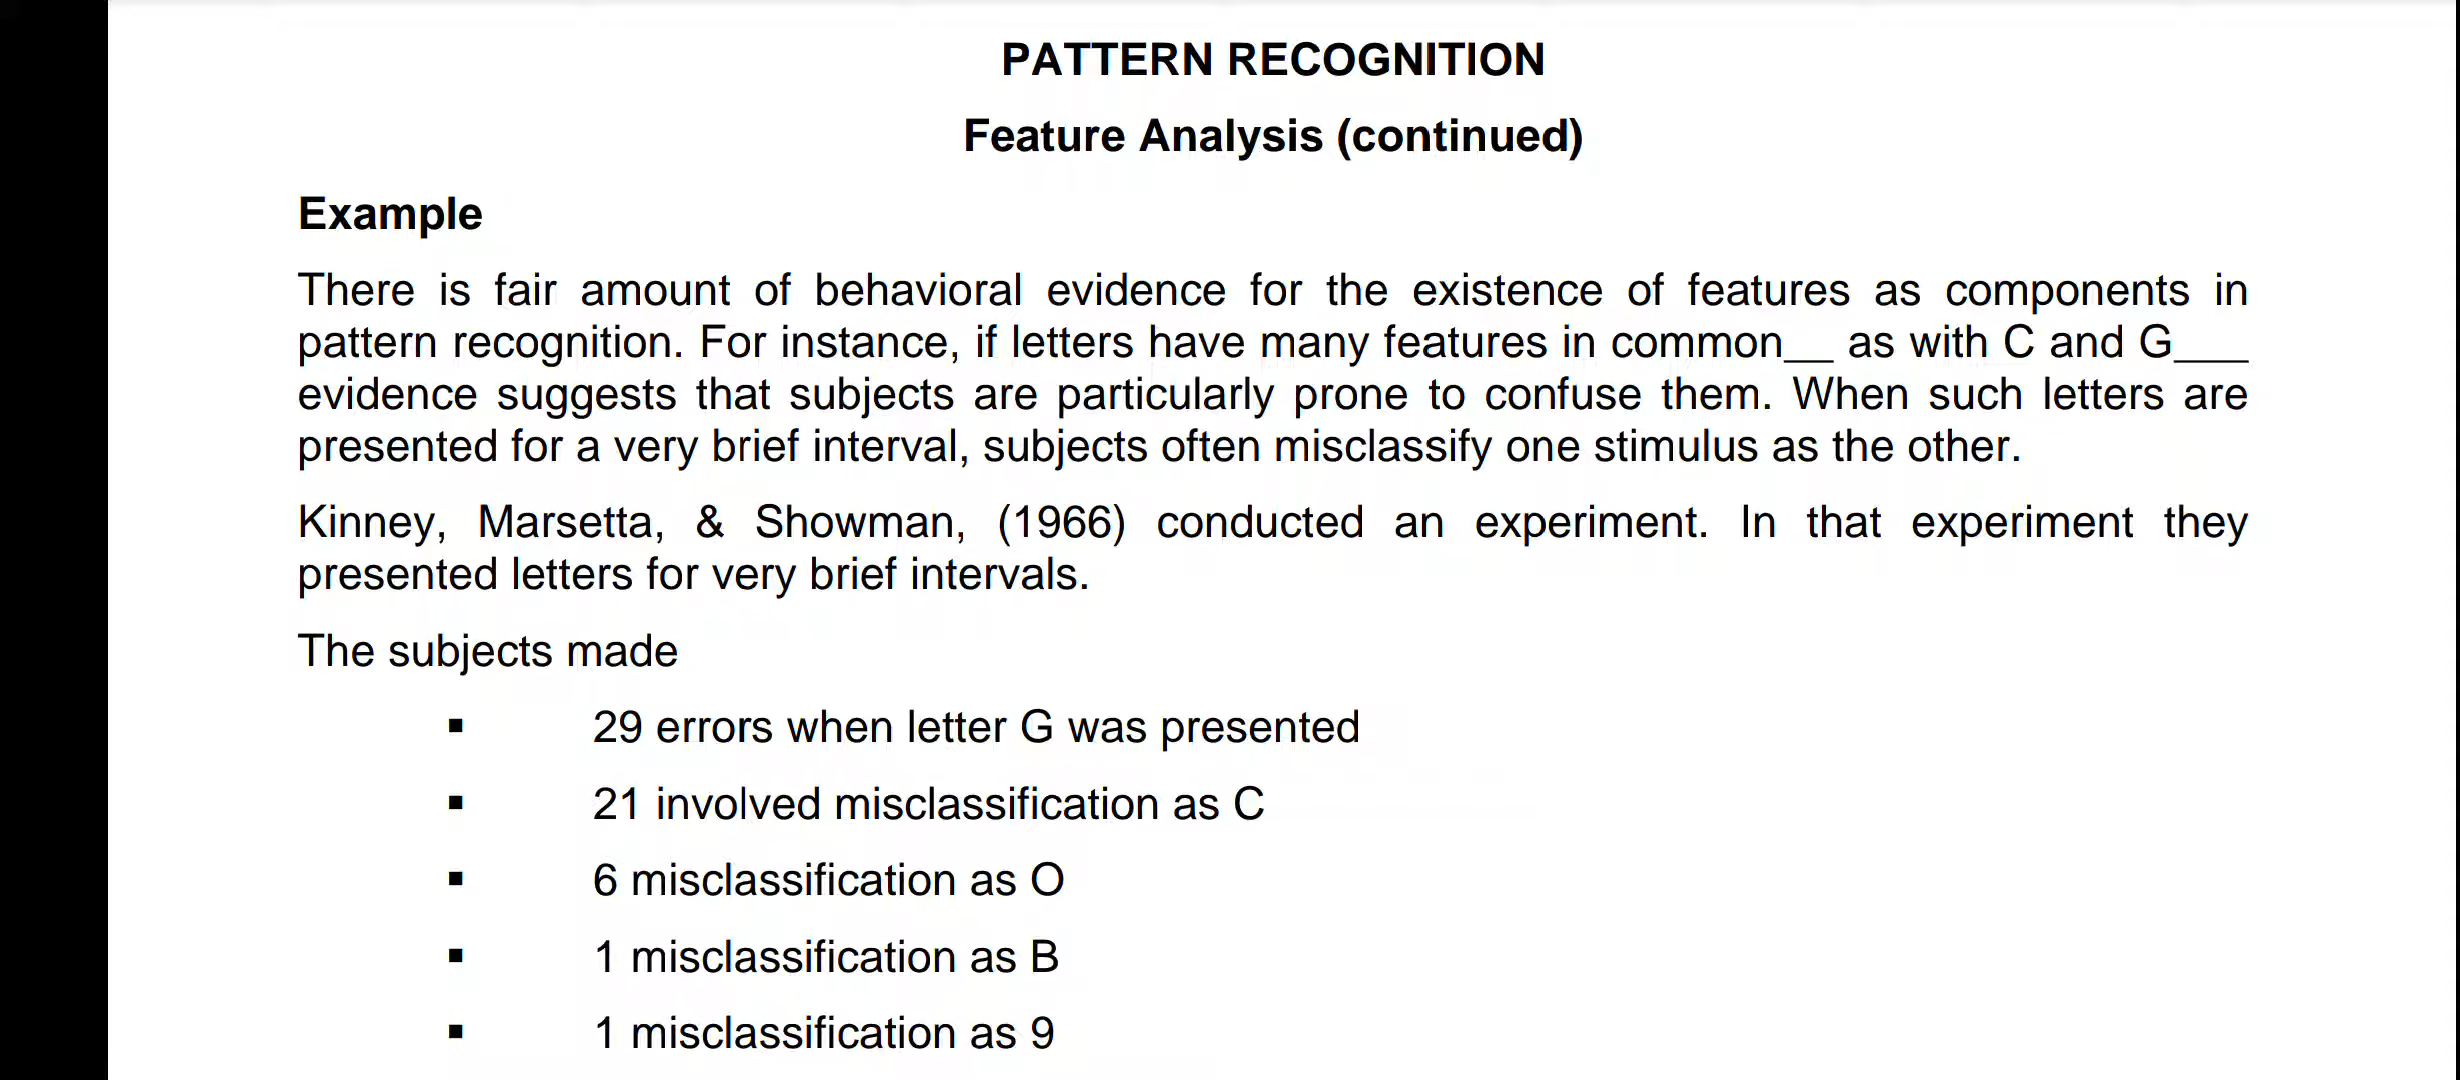 PATTERN RECOGNITION
Feature Analysis (continued)
Example
There is fair amount of behavioral evidence for the existence of features as components in
pattern recognition. For instance, if letters have many features in common__ as with C and G___
evidence suggests that subjects are particularly prone to confuse them. When such letters are
presented for a very brief interval, subjects often misclassify one stimulus as the other.
Kinney, Marsetta, & Showman, (1966) conducted an experiment. In that experiment they
presented letters for very brief intervals.
The subjects made
▪ 29 errors when letter G was presented
▪ 21 involved misclassification as C
▪ 6 misclassification as O
▪ 1 misclassification as B
▪ 1 misclassification as 9